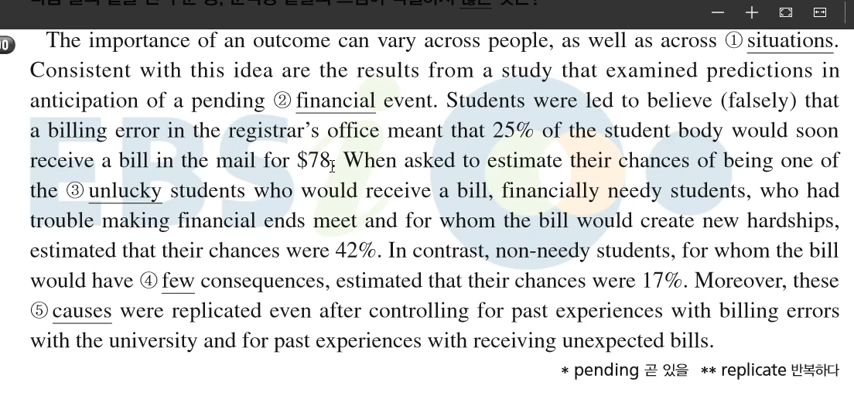 The importance of an outcome can vary across people, as well as across ① situations.
Consistent with this idea are the results from a study that examined predictions in
anticipation of a pending ② financial event. Students were led to believe (falsely) that
a billing error in the registrar's office meant that 25% of the student body would soon
receive a bill in the mail for $78. When asked to estimate their chances of being one of
the ③ unlucky students who would receive a bill, financially needy students, who had
trouble making financial ends meet and for whom the bill would create new hardships,
estimated that their chances were 42%. In contrast, non-needy students, for whom the bill
would have ④ few consequences, estimated that their chances were 17%. Moreover, these
⑤ causes were replicated even after controlling for past experiences with billing errors
with the university and for past experiences with receiving unexpected bills.
* pending 곧 있을 ** replicate 반복하다
EBSi